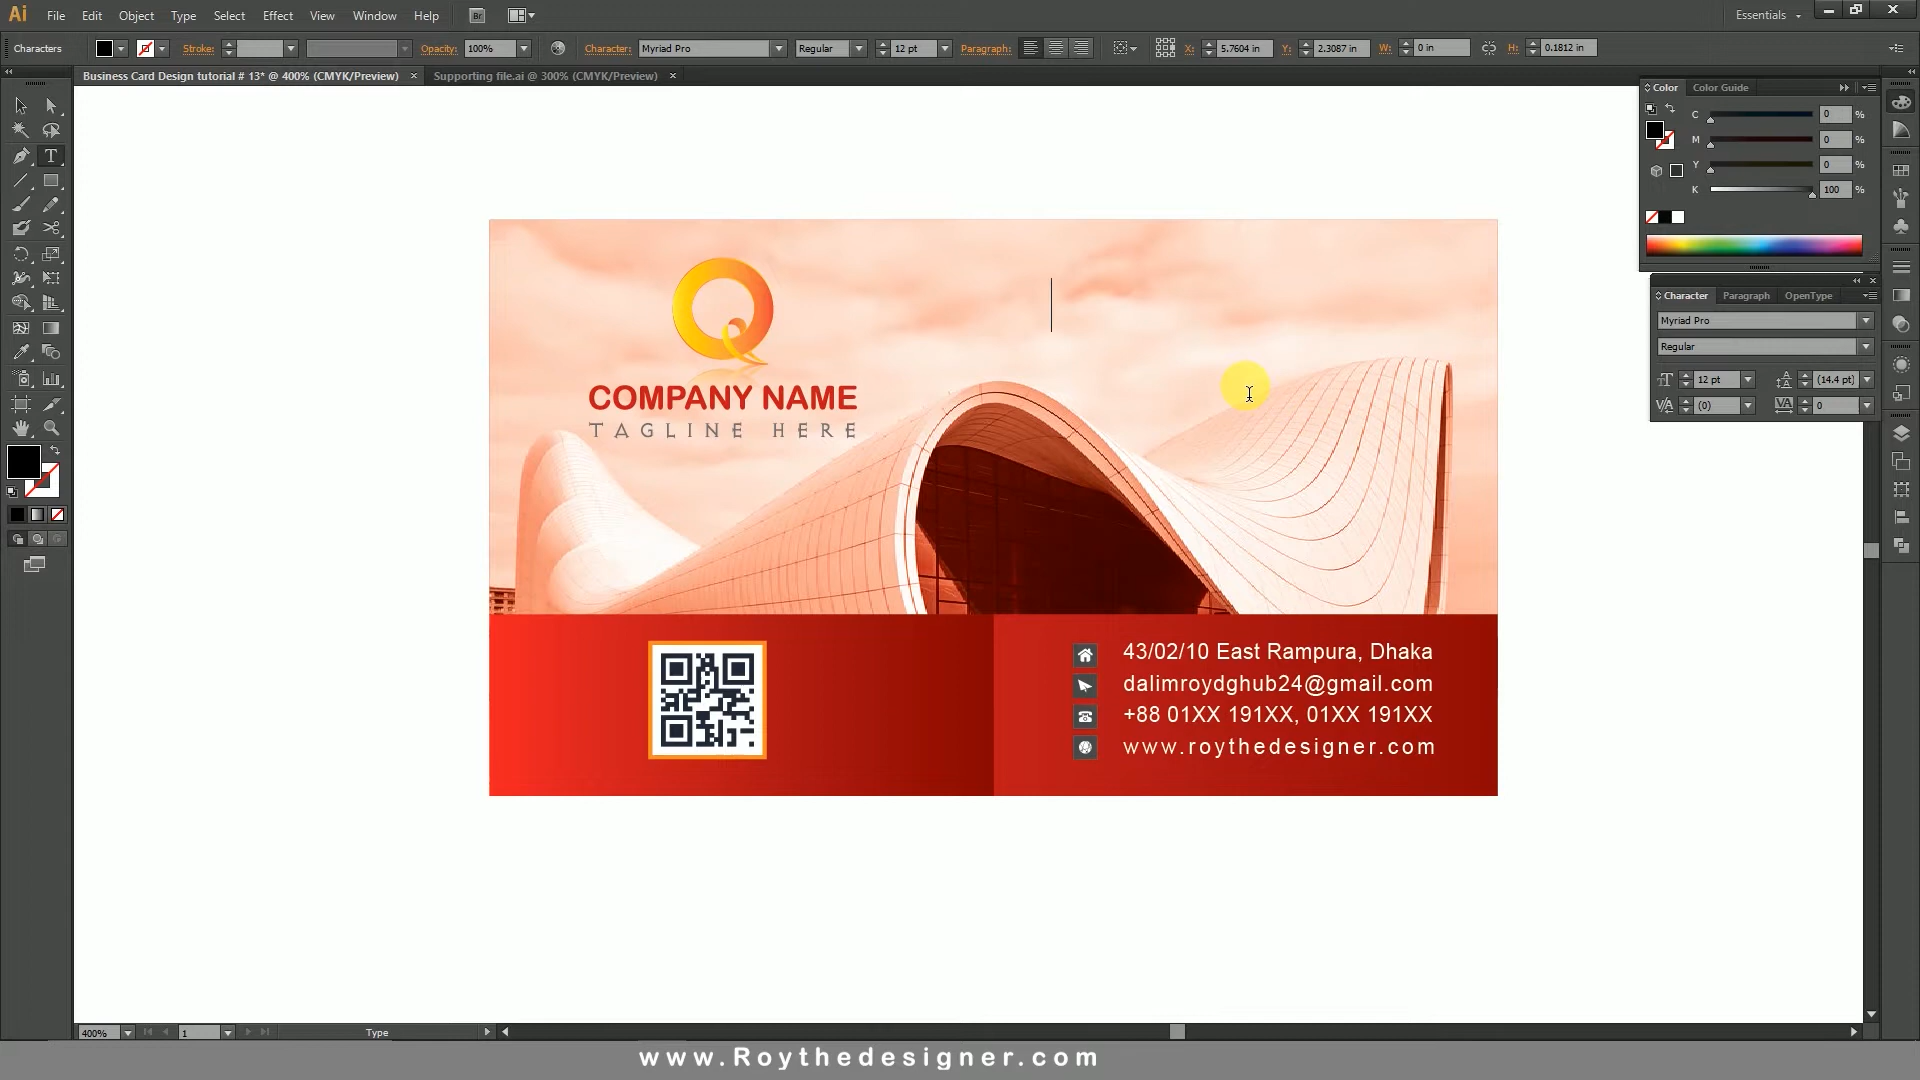 Ai File Edit Object Type Select Effect View Window Help Br Essentials
Characters Stroke: Opacity: 100% Character: Myriad Pro Regular 12 pt Paragraph: X: 5.7604 in Y: 2.3087 in W: 0 in H: 0.1812 in
Business Card Design tutorial # 13* @ 400% (CMYK/Preview) Supporting file.ai @ 300% (CMYK/Preview)
Color Color Guide
C 0 %
M 0 %
Y 0 %
K 100 %
Character Paragraph OpenType
Myriad Pro
Regular
12 pt (14.4 pt)
(0) 0
COMPANY NAME
TAGLINE HERE
43/02/10 East Rampura, Dhaka
dalimroydghub24@gmail.com
+88 01XX 191XX, 01XX 191XX
www.roythedesigner.com
400% 1 Type
www.Roythedesigner.com